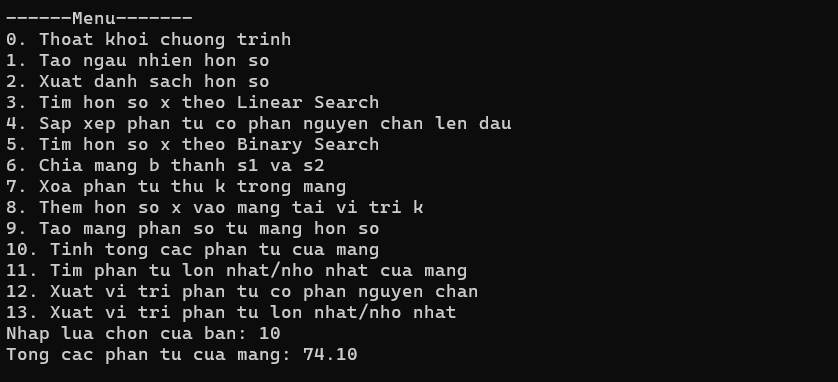 ------Menu-------
0. Thoat khoi chuong trinh
1. Tao ngau nhien hon so
2. Xuat danh sach hon so
3. Tim hon so x theo Linear Search
4. Sap xep phan tu co phan nguyen chan len dau
5. Tim hon so x theo Binary Search
6. Chia mang b thanh s1 va s2
7. Xoa phan tu thu k trong mang
8. Them hon so x vao mang tai vi tri k
9. Tao mang phan so tu mang hon so
10. Tinh tong cac phan tu cua mang
11. Tim phan tu lon nhat/nho nhat cua mang
12. Xuat vi tri phan tu co phan nguyen chan
13. Xuat vi tri phan tu lon nhat/nho nhat
Nhap lua chon cua ban: 10
Tong cac phan tu cua mang: 74.10